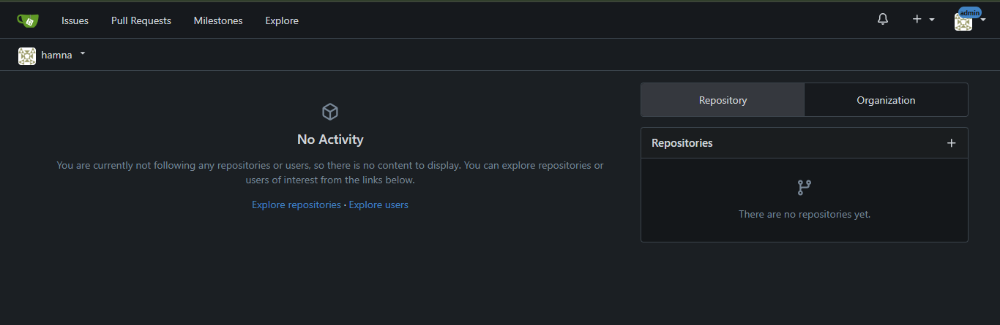 Issues Pull Requests Milestones Explore admin
hamna
Repository Organization
No Activity
Repositories
You are currently not following any repositories or users, so there is no content to display. You can explore repositories or
users of interest from the links below.
Explore repositories · Explore users
There are no repositories yet.